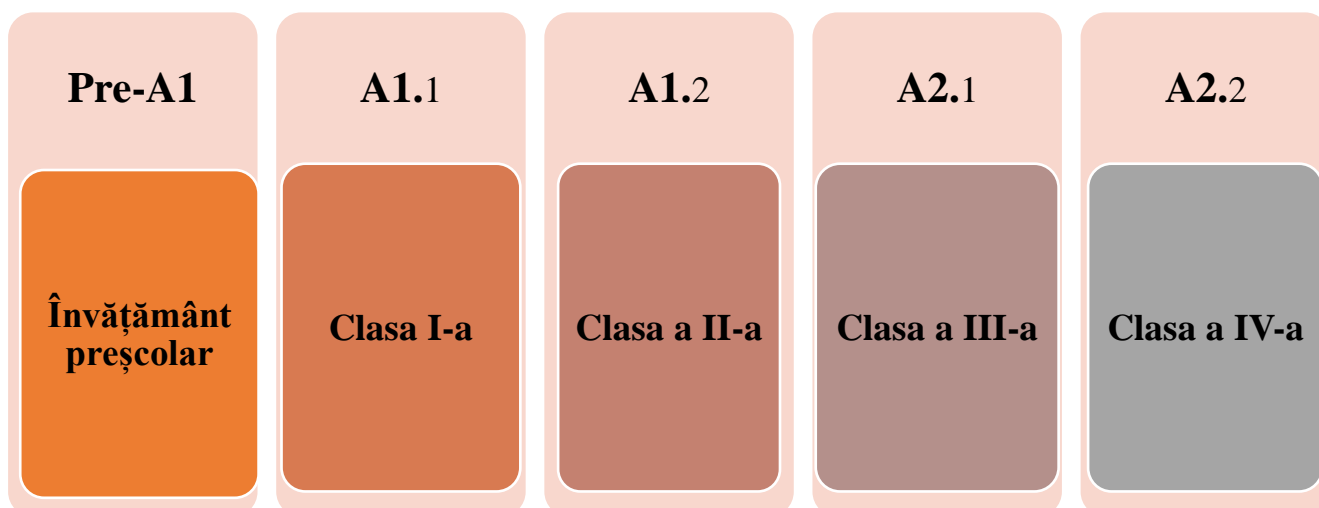 Pre-A1
A1.1
A1.2
A2.1
A2.2
Învățământ
preșcolar
Clasa I-a
Clasa a II-a
Clasa a III-a
Clasa a IV-a